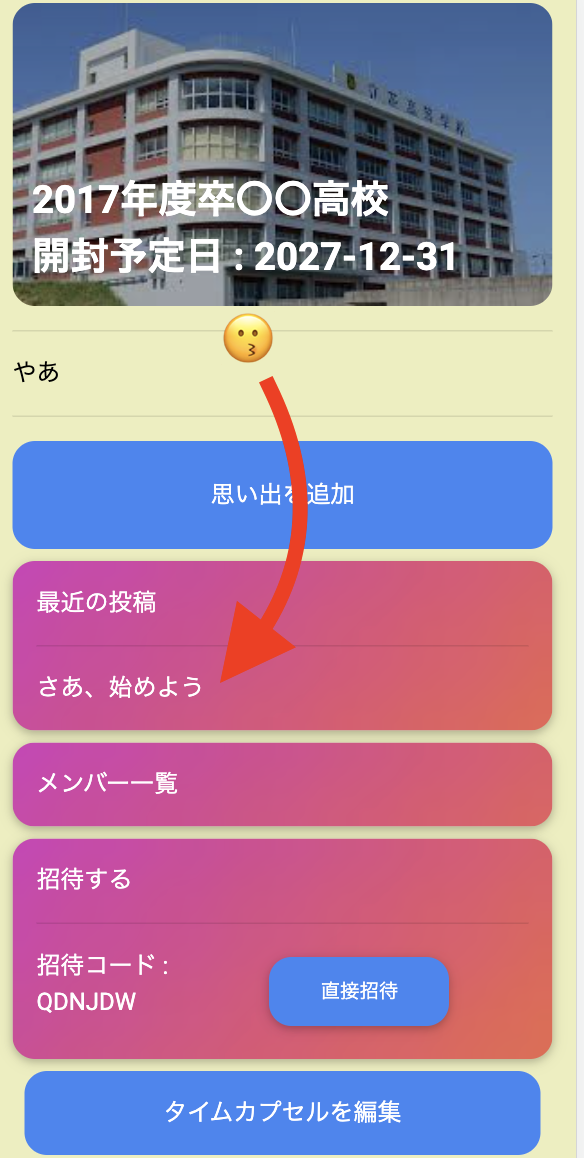 2017年度卒〇〇高校
開封予定日 : 2027-12-31
やあ
思い出を追加
最近の投稿
さあ、始めよう
メンバー一覧
招待する
招待コード :
QDNJDW
直接招待
タイムカプセルを編集